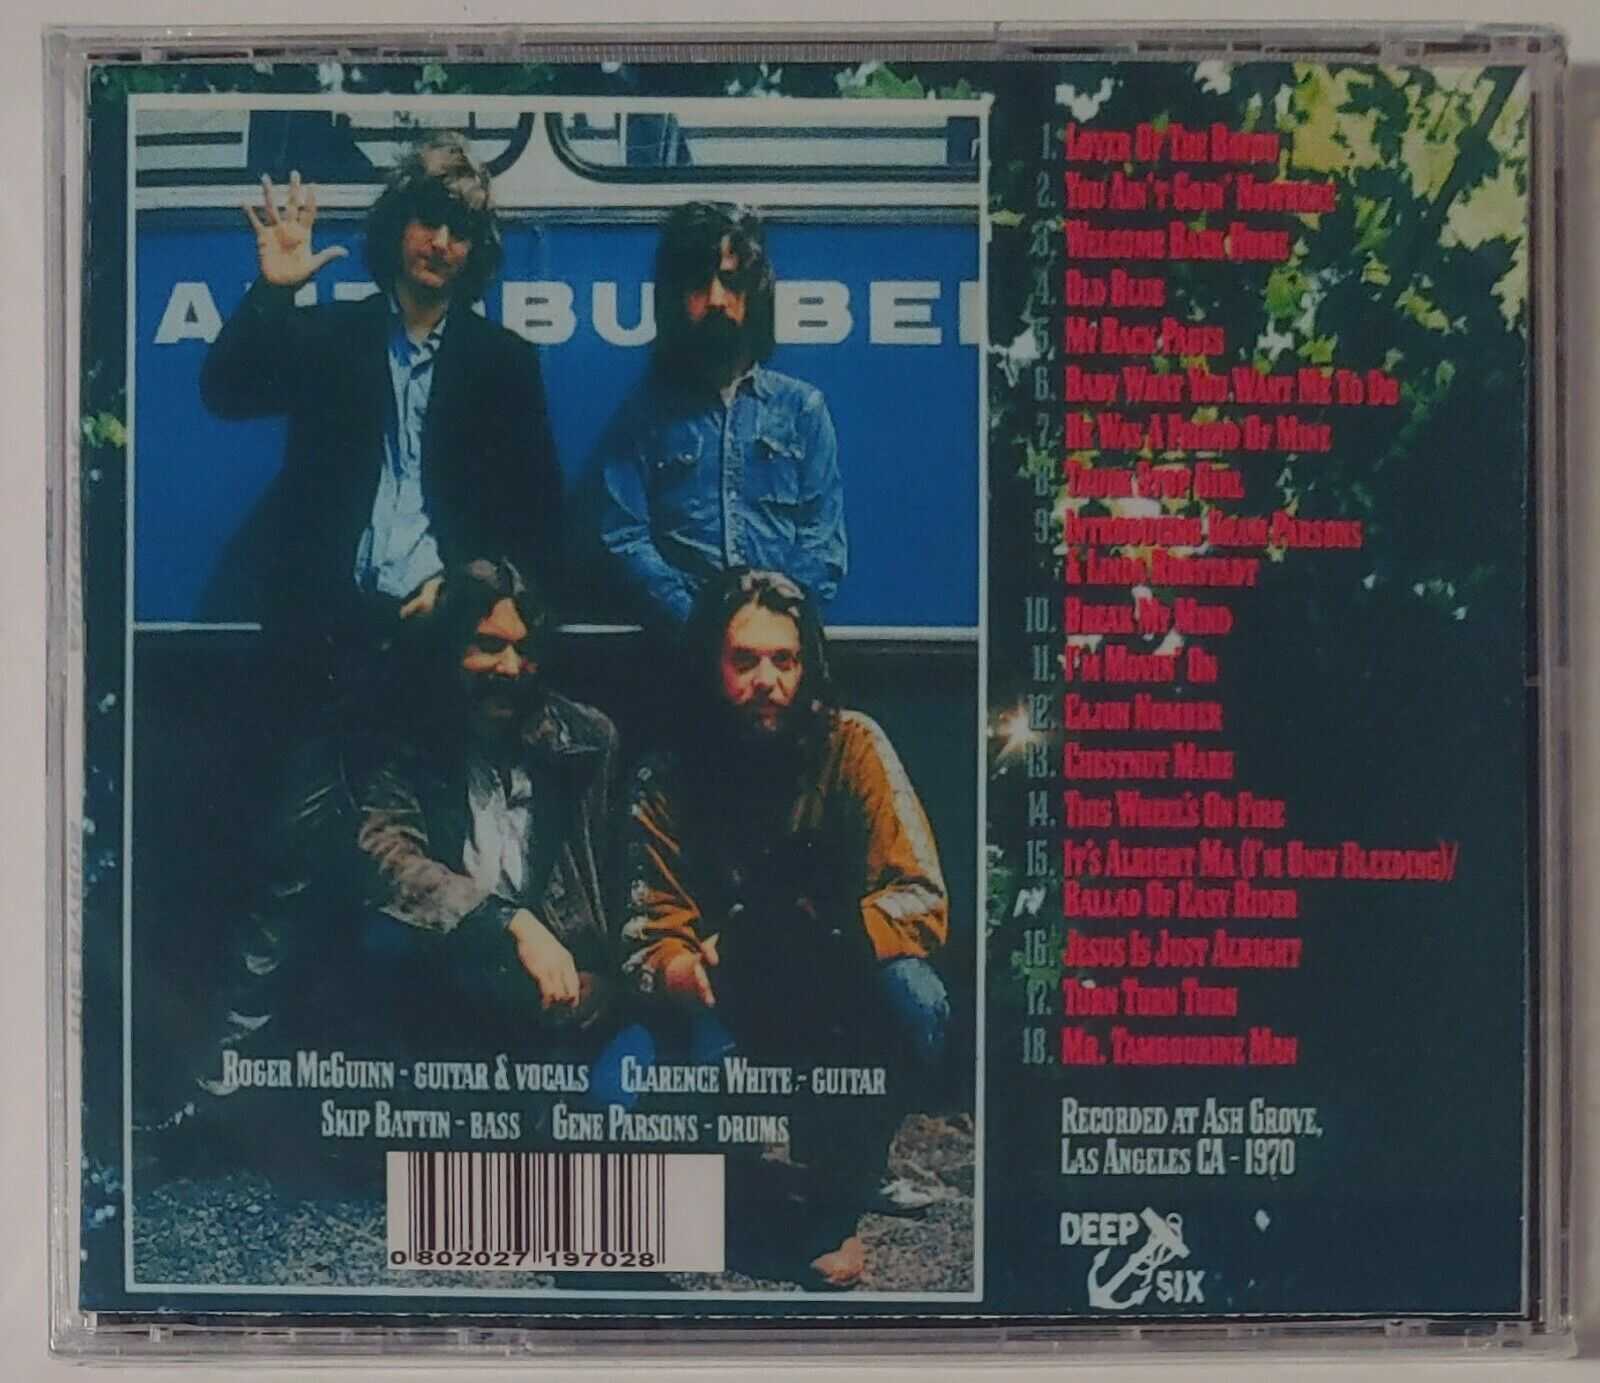 AUTOBU BBEI
1. Lover Of The Bayou
2. You Ain't Goin' Nowhere
3. Welcome Back Home
4. Old Blue
5. My Back Pages
6. Baby What You Want Me To Do
7. He Was A Friend Of Mine
8. Truck Stop Girl
9. Introducing Gram Parsons
& Linda Ronstadt
10. Break My Mind
11. I'm Movin' On
12. Cajun Number
13. Chestnut Mare
14. This Wheel's On Fire
15. It's Alright Ma (I'm Only Bleeding)/
Ballad Of Easy Rider
16. Jesus Is Just Alright
17. Turn Turn Turn
18. Mr. Tambourine Man
Roger McGuinn - guitar & vocals Clarence White - guitar
Skip Battin - bass Gene Parsons - drums
0 802027 197028
Recorded at Ash Grove,
Las Angeles CA - 1970
DEEP
SIX